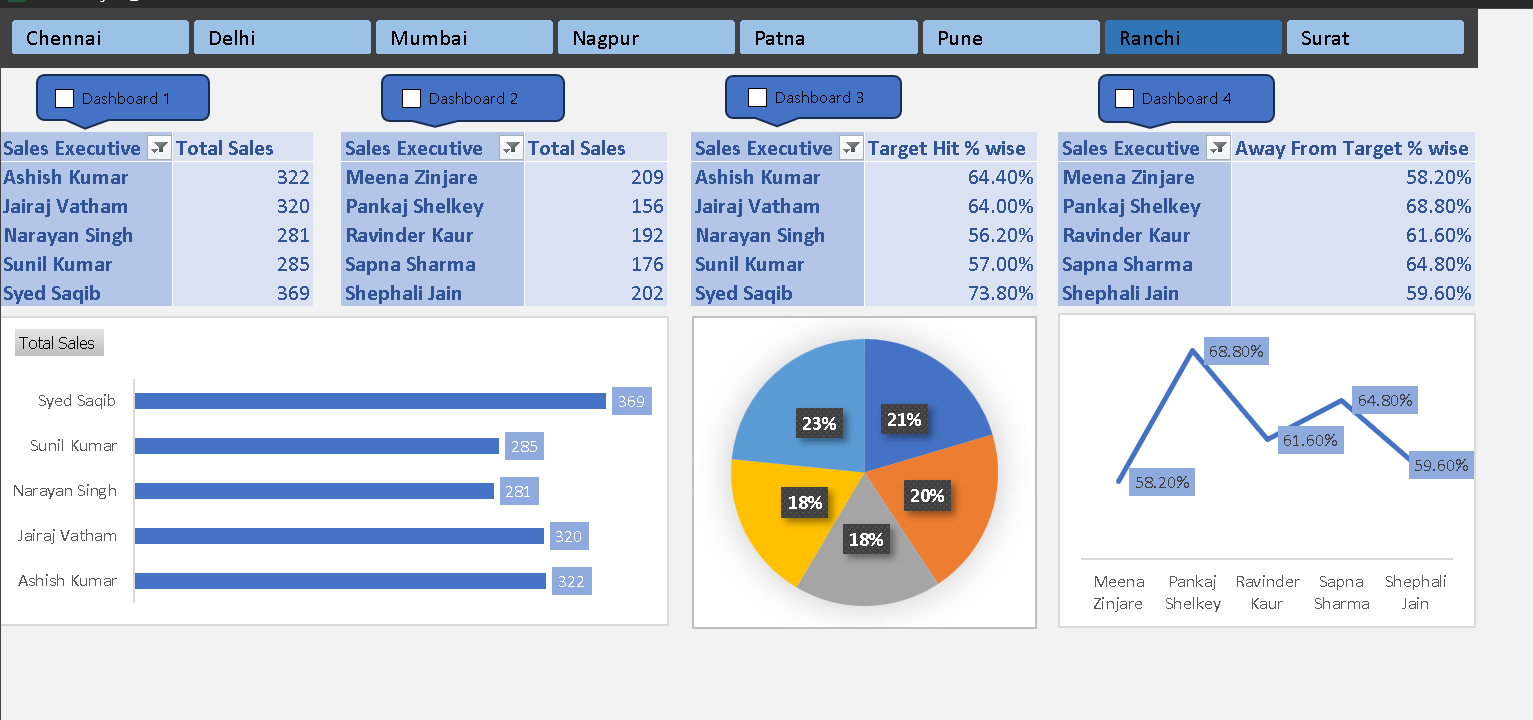 Chennai Delhi Mumbai Nagpur Patna Pune Ranchi Surat
Dashboard 1 Dashboard 2 Dashboard 3 Dashboard 4
Sales Executive Total Sales Sales Executive Total Sales Sales Executive Target Hit % wise Sales Executive Away From Target % wise
Ashish Kumar 322 Meena Zinjare 209 Ashish Kumar 64.40% Meena Zinjare 58.20%
Jairaj Vatham 320 Pankaj Shelkey 156 Jairaj Vatham 64.00% Pankaj Shelkey 68.80%
Narayan Singh 281 Ravinder Kaur 192 Narayan Singh 56.20% Ravinder Kaur 61.60%
Sunil Kumar 285 Sapna Sharma 176 Sunil Kumar 57.00% Sapna Sharma 64.80%
Syed Saqib 369 Shephali Jain 202 Syed Saqib 73.80% Shephali Jain 59.60%
Total Sales
Syed Saqib 369
Sunil Kumar 285
Narayan Singh 281
Jairaj Vatham 320
Ashish Kumar 322
23% 21%
18% 20%
18%
68.80%
64.80%
61.60%
59.60%
58.20%
Meena Pankaj Ravinder Sapna Shephali
Zinjare Shelkey Kaur Sharma Jain